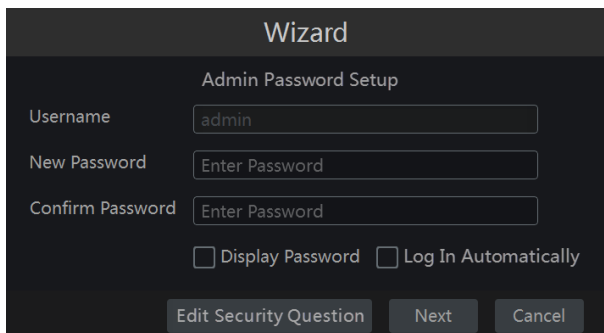 Wizard
Admin Password Setup
Username admin
New Password Enter Password
Confirm Password Enter Password
Display Password Log In Automatically
Edit Security Question Next Cancel